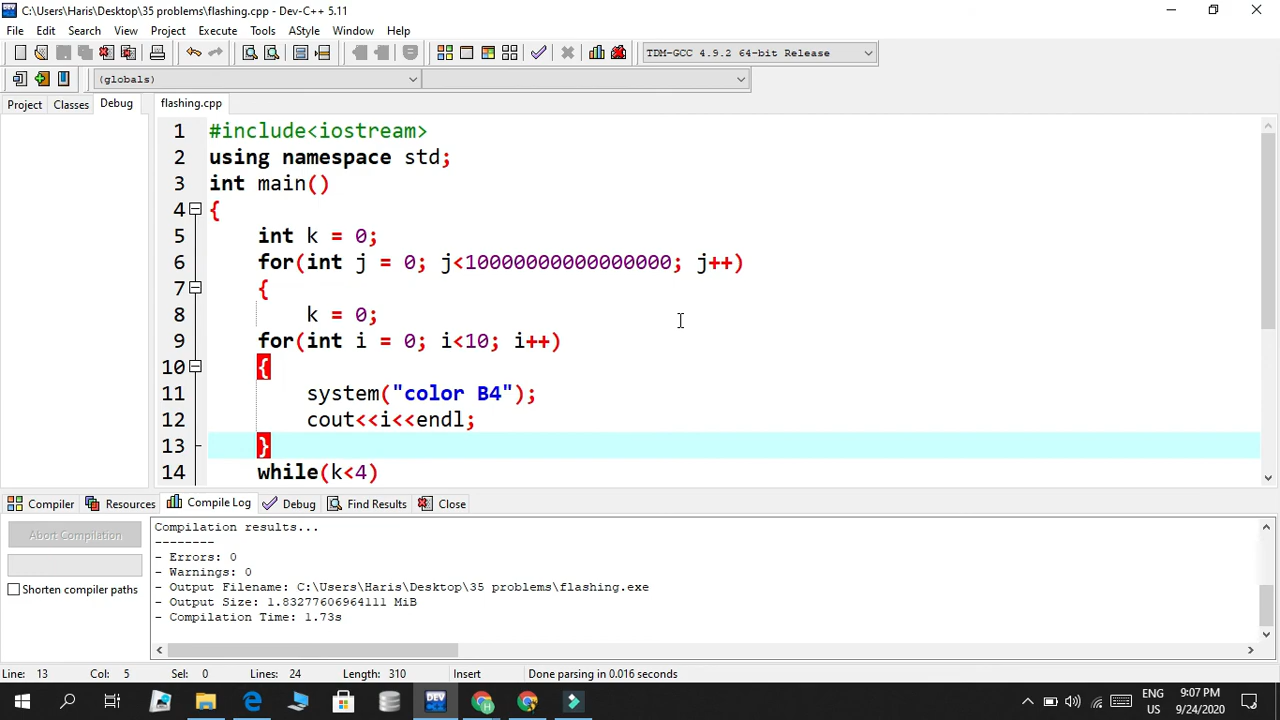 C:\Users\Haris\Desktop\35 problems\flashing.cpp - Dev-C++ 5.11
File Edit Search View Project Execute Tools AStyle Window Help
TDM-GCC 4.9.2 64-bit Release
(globals)
Project Classes Debug flashing.cpp
1 #include<iostream>
2 using namespace std;
3 int main()
4 {
5 int k = 0;
6 for(int j = 0; j<10000000000000000; j++)
7 {
8 k = 0;
9 for(int i = 0; i<10; i++)
10 {
11 system("color B4");
12 cout<<i<<endl;
13 }
14 while(k<4)
Compiler Resources Compile Log Debug Find Results Close
Abort Compilation
Shorten compiler paths
Compilation results...
--------
- Errors: 0
- Warnings: 0
- Output Filename: C:\Users\Haris\Desktop\35 problems\flashing.exe
- Output Size: 1.83277606964111 MiB
- Compilation Time: 1.73s
Line: 13 Col: 5 Sel: 0 Lines: 24 Length: 310 Insert Done parsing in 0.016 seconds
DEV
ENG
US
9:07 PM
9/24/2020